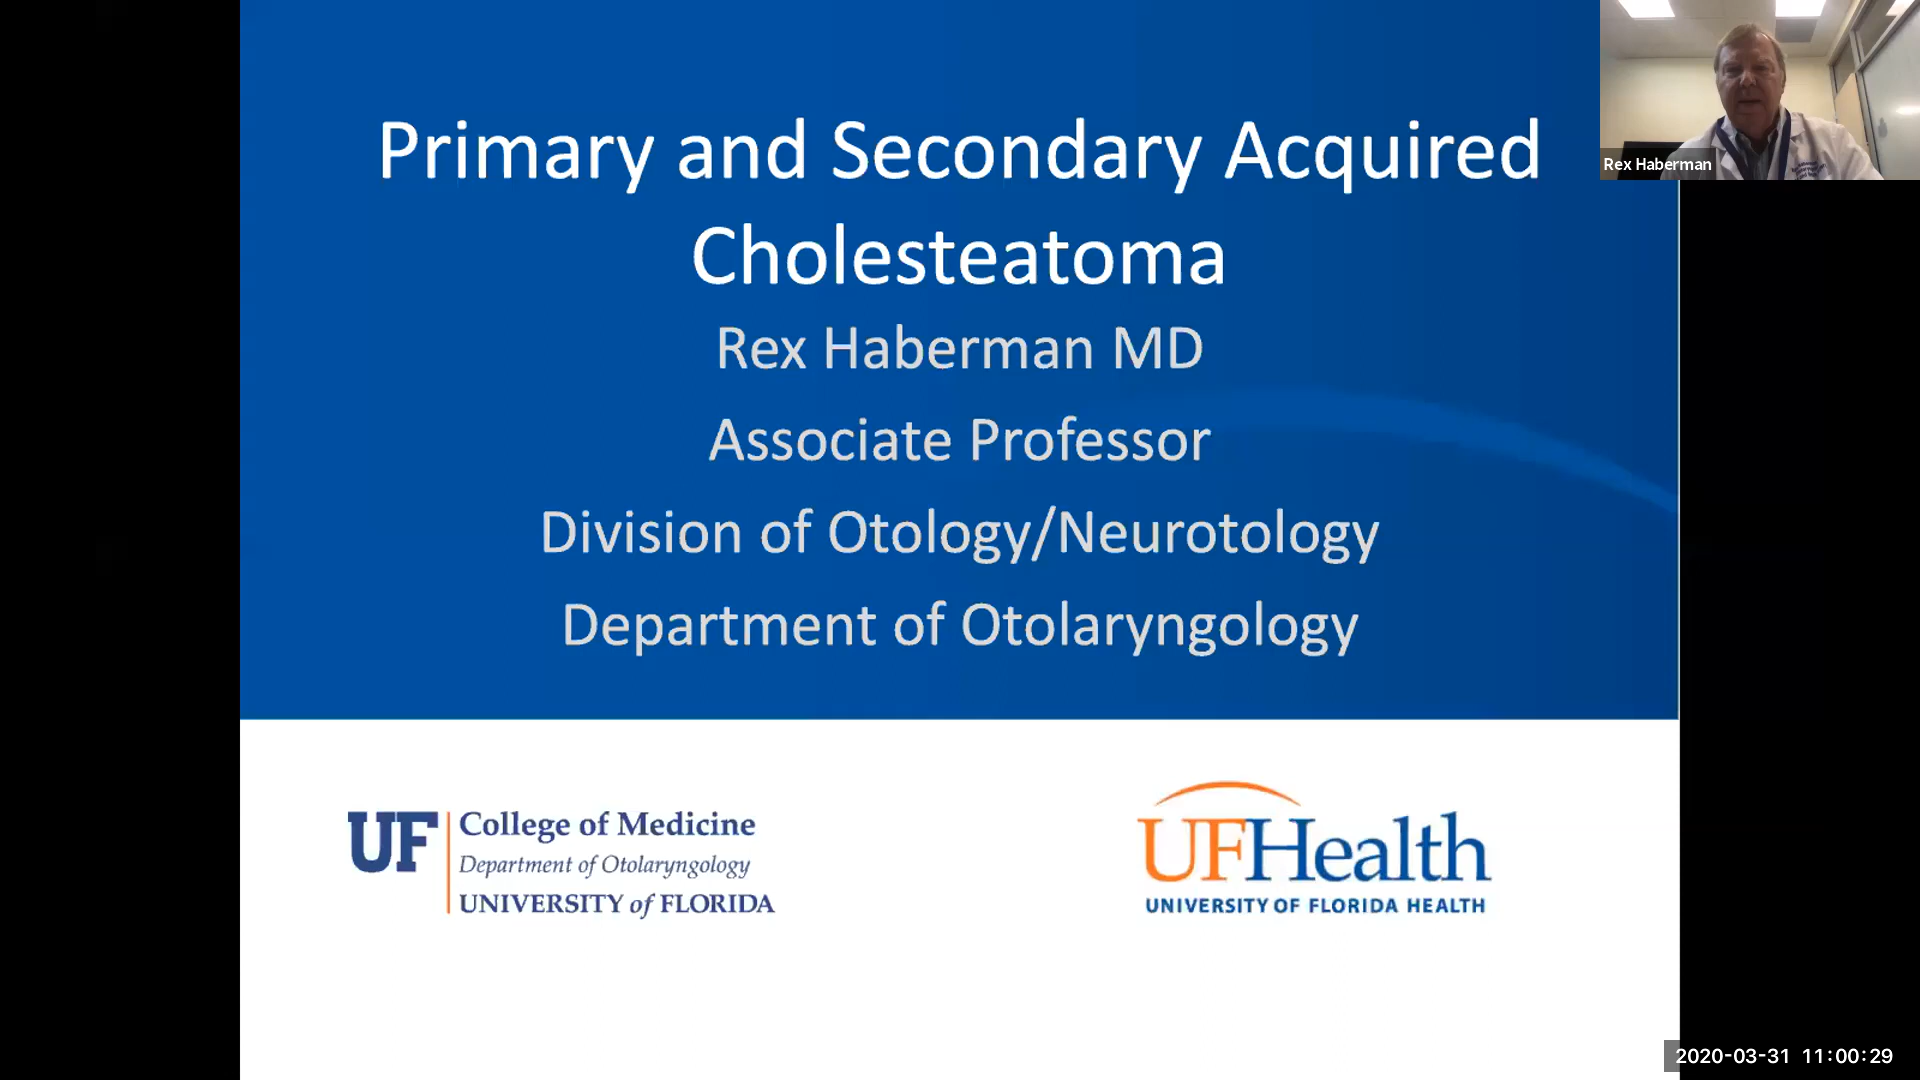 Primary and Secondary Acquired
Cholesteatoma
Rex Haberman MD
Associate Professor
Division of Otology/Neurotology
Department of Otolaryngology
Rex Haberman
UF
College of Medicine
Department of Otolaryngology
UNIVERSITY of FLORIDA
UFHealth
UNIVERSITY OF FLORIDA HEALTH
2020-03-31 11:00:29